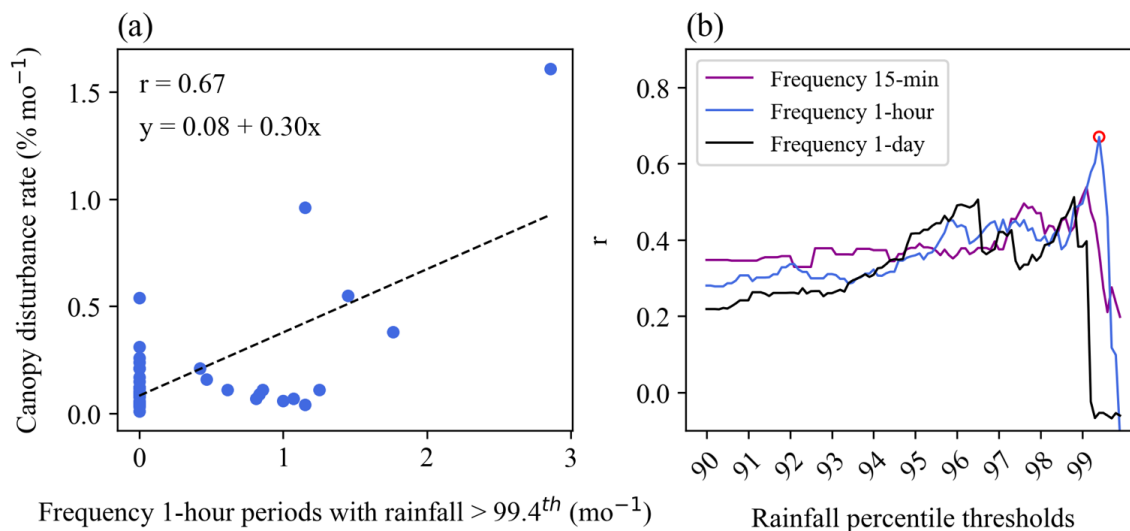 (a)
r = 0.67
y = 0.08 + 0.30x
Canopy disturbance rate (% mo⁻¹)
1.5
1.0
0.5
0.0
0 1 2 3
Frequency 1-hour periods with rainfall > 99.4ᵗʰ (mo⁻¹)
(b)
Frequency 15-min
Frequency 1-hour
Frequency 1-day
r
0.8
0.6
0.4
0.2
0.0
90 91 92 93 94 95 96 97 98 99
Rainfall percentile thresholds